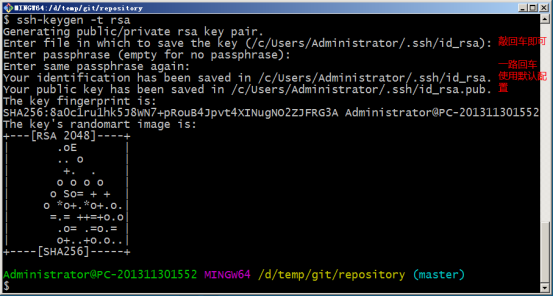 MINGW64:/d/temp/git/repository
$ ssh-keygen -t rsa
Generating public/private rsa key pair.
Enter file in which to save the key (/c/Users/Administrator/.ssh/id_rsa): 敲回车即可
Enter passphrase (empty for no passphrase):
Enter same passphrase again: 一路回车
Your identification has been saved in /c/Users/Administrator/.ssh/id_rsa. 使用默认配
Your public key has been saved in /c/Users/Administrator/.ssh/id_rsa.pub. 置
The key fingerprint is:
SHA256:8aOc1ru1hk5J8WN7+pRouB4Jpvt4XINugNO2ZJFRG3A Administrator@PC-201311301552
The key's randomart image is:
+---[RSA 2048]----+
| .oE |
| .. o |
| +. . |
| o o o o |
| o So= + + |
| o *o+.*o+.o.|
| =.= ++=+o.o|
| .o= .=o.= |
| o+..+o.o..|
+----[SHA256]-----+
Administrator@PC-201311301552 MINGW64 /d/temp/git/repository (master)
$